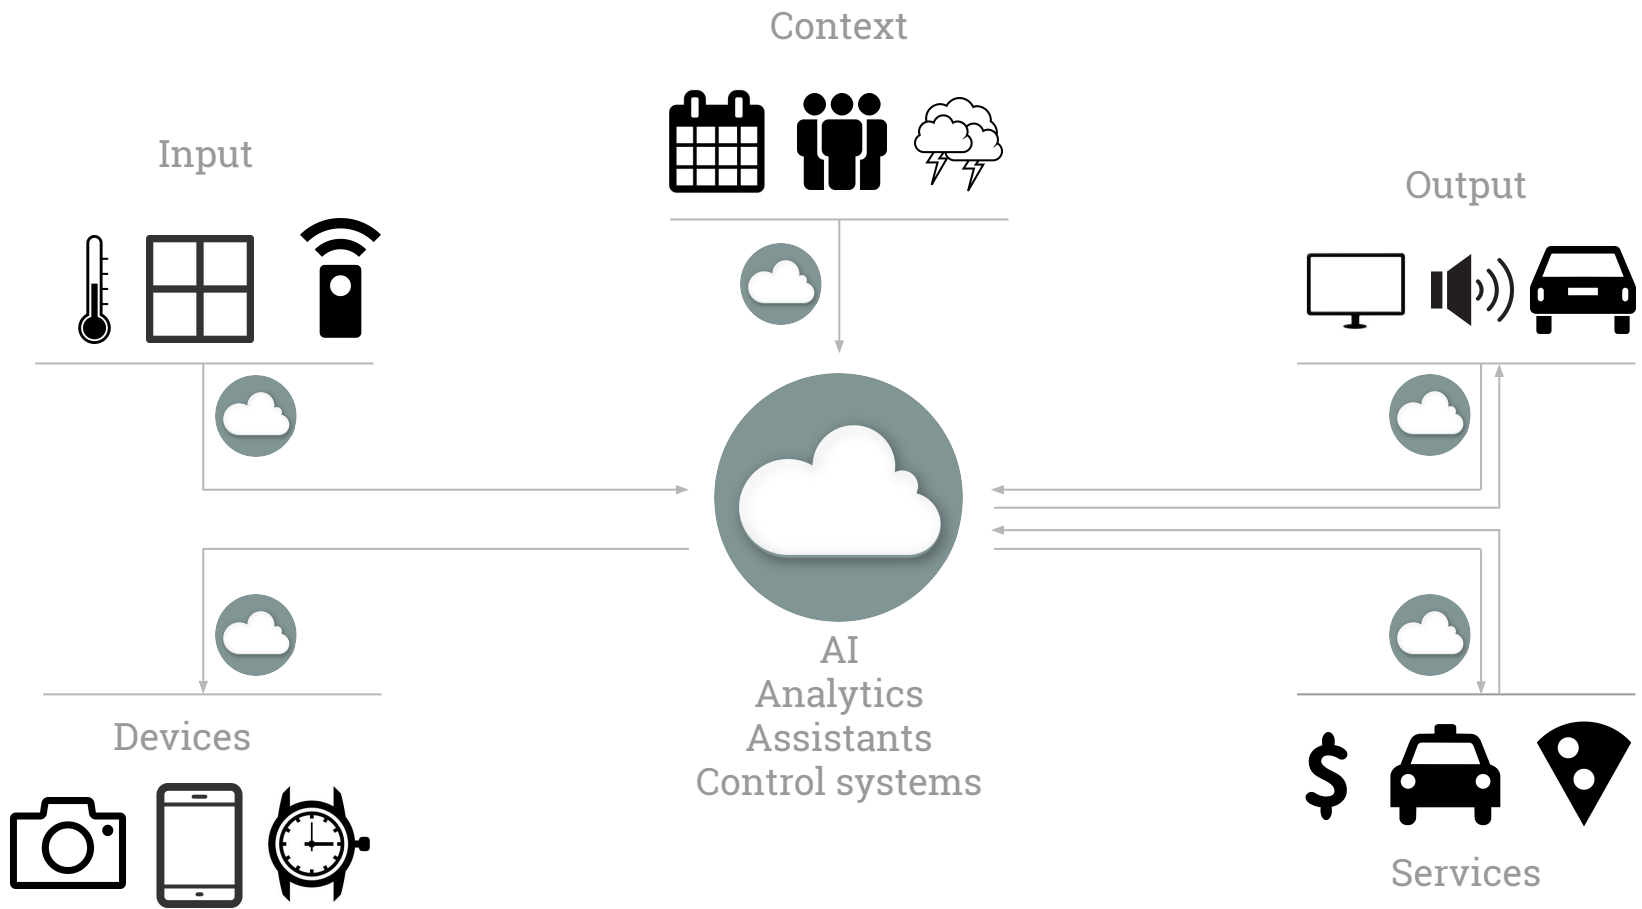 Context
Input
Output
AI
Analytics
Assistants
Control systems
Devices
$
Services